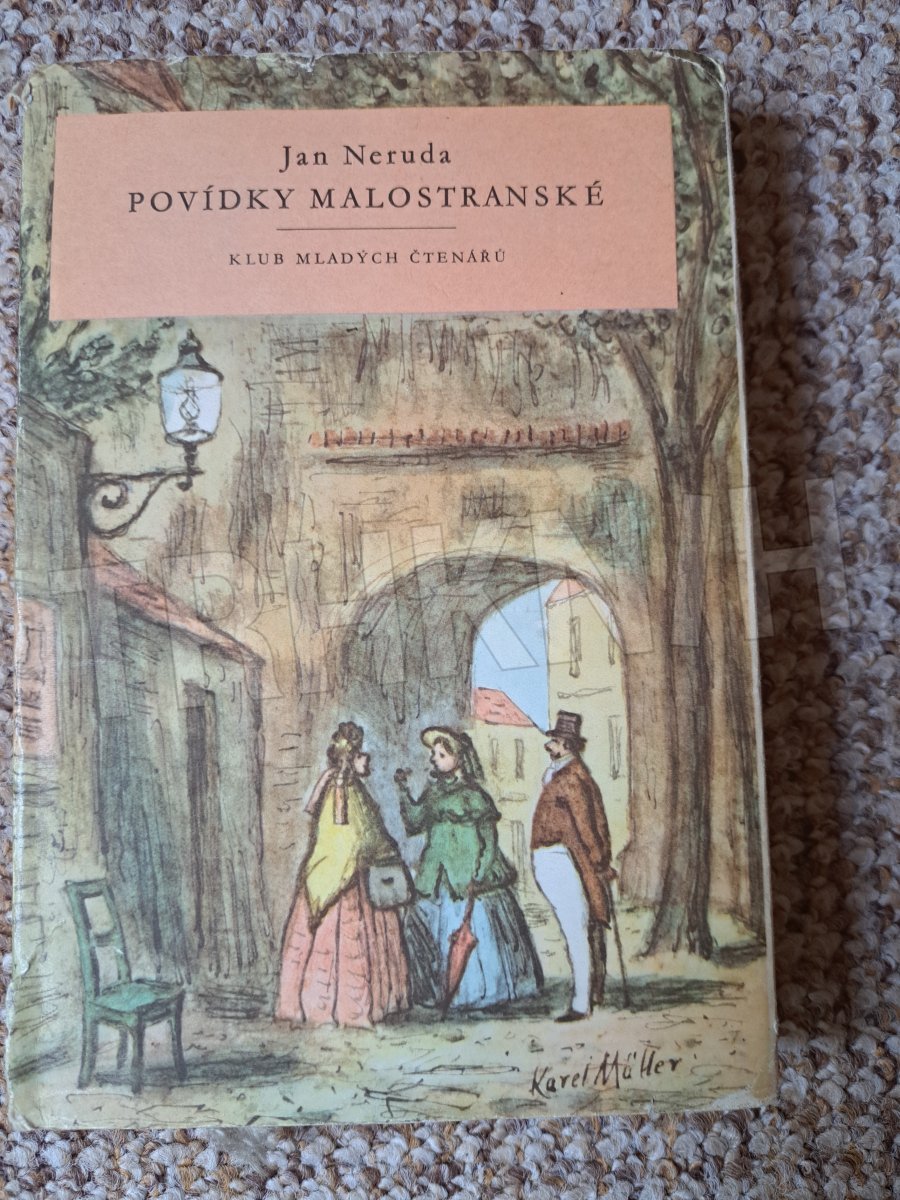 Jan Neruda
POVÍDKY MALOSTRANSKÉ
KLUB MLADÝCH ČTENÁŘŮ
Karel Müller